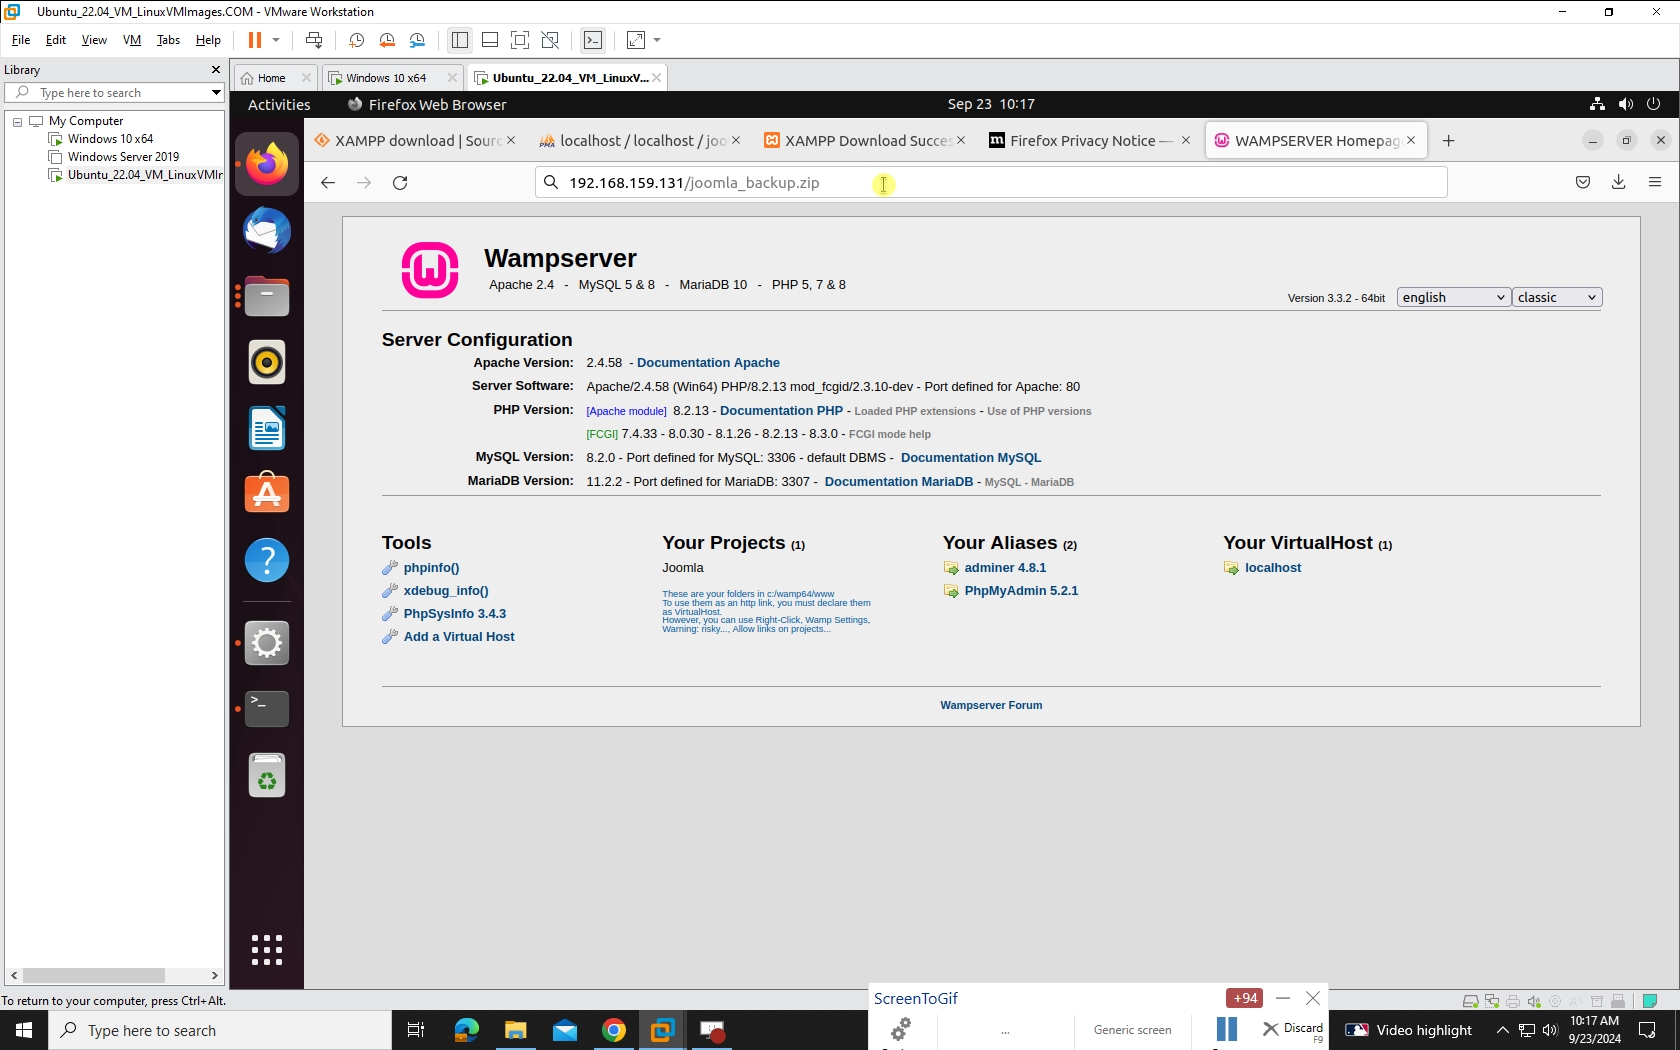 Ubuntu_22.04_VM_LinuxVMImages.COM - VMware Workstation
File Edit View VM Tabs Help
Library
Type here to search
My Computer
Windows 10 x64
Windows Server 2019
Ubuntu_22.04_VM_LinuxVMIr
Home
Windows 10 x64
Ubuntu_22.04_VM_LinuxV...
Activities
Firefox Web Browser
Sep 23 10:17
XAMPP download | Sourc
localhost / localhost / joo
XAMPP Download Succes
Firefox Privacy Notice —
WAMPSERVER Homepag
192.168.159.131/joomla_backup.zip
Wampserver
Apache 2.4 - MySQL 5 & 8 - MariaDB 10 - PHP 5, 7 & 8
Version 3.3.2 - 64bit
english
classic
Server Configuration
Apache Version: 2.4.58 - Documentation Apache
Server Software: Apache/2.4.58 (Win64) PHP/8.2.13 mod_fcgid/2.3.10-dev - Port defined for Apache: 80
PHP Version: [Apache module] 8.2.13 - Documentation PHP - Loaded PHP extensions - Use of PHP versions
[FCGI] 7.4.33 - 8.0.30 - 8.1.26 - 8.2.13 - 8.3.0 - FCGI mode help
MySQL Version: 8.2.0 - Port defined for MySQL: 3306 - default DBMS - Documentation MySQL
MariaDB Version: 11.2.2 - Port defined for MariaDB: 3307 - Documentation MariaDB - MySQL - MariaDB
Tools
phpinfo()
xdebug_info()
PhpSysInfo 3.4.3
Add a Virtual Host
Your Projects (1)
Joomla
These are your folders in c:/wamp64/www
To use them as an http link, you must declare them
as VirtualHost.
However, you can use Right-Click, Wamp Settings,
Warning: risky..., Allow links on projects...
Your Aliases (2)
adminer 4.8.1
PhpMyAdmin 5.2.1
Your VirtualHost (1)
localhost
Wampserver Forum
To return to your computer, press Ctrl+Alt.
ScreenToGif
+94
...
Generic screen
Discard
F9
Type here to search
Video highlight
10:17 AM
9/23/2024